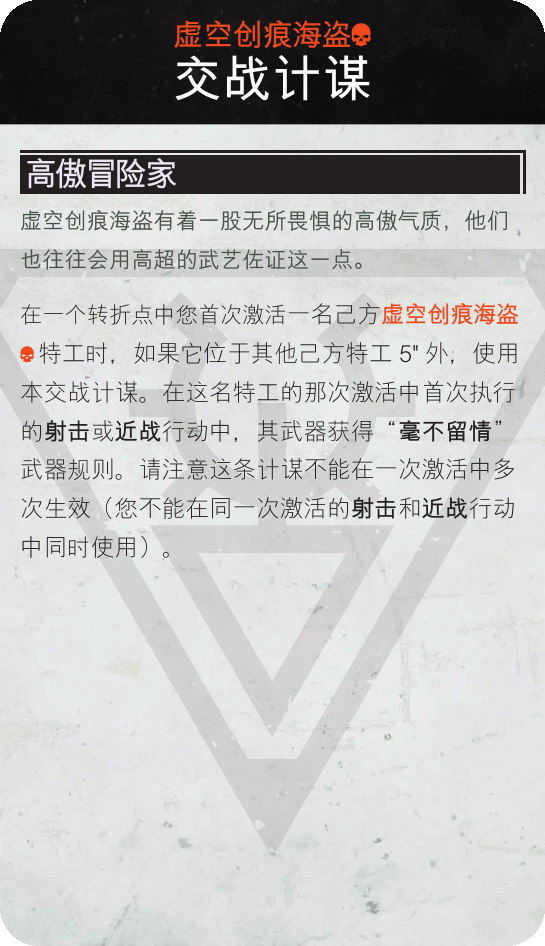 虚空创痕海盗
交战计谋
高傲冒险家
虚空创痕海盗有着一股无所畏惧的高傲气质，他们
也往往会用高超的武艺佐证这一点。
在一个转折点中您首次激活一名己方虚空创痕海盗
特工时，如果它位于其他己方特工 5" 外，使用
本交战计谋。在这名特工的那次激活中首次执行
的射击或近战行动中，其武器获得“毫不留情”
武器规则。请注意这条计谋不能在一次激活中多
次生效（您不能在同一次激活的射击和近战行动
中同时使用）。